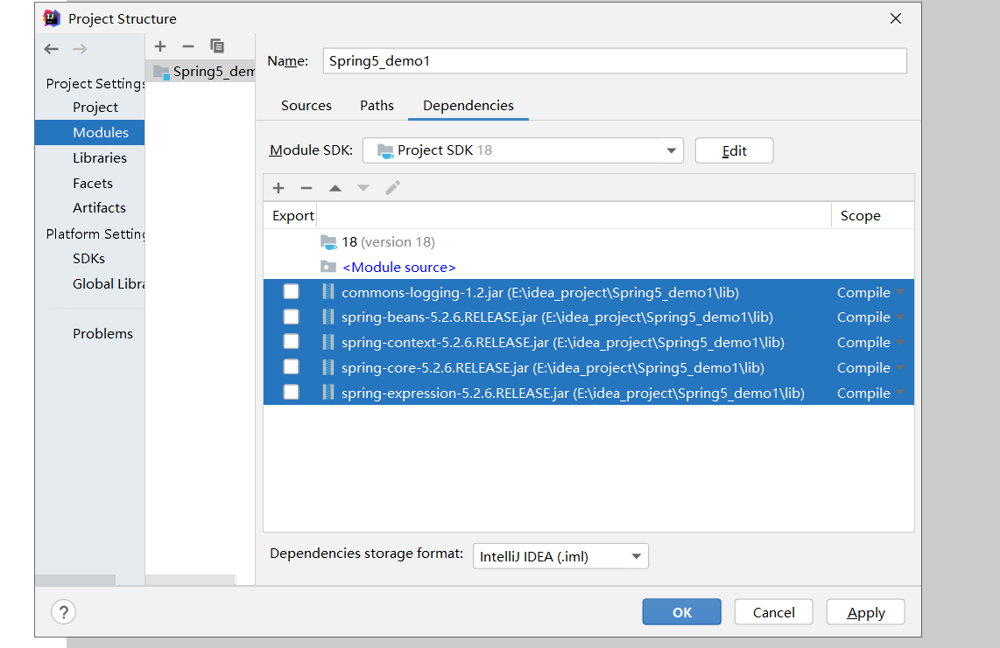 Project Structure
Project Settings
Project
Modules
Libraries
Facets
Artifacts
Platform Setting
SDKs
Global Libra
Problems
Spring5_dem
Name: Spring5_demo1
Sources Paths Dependencies
Module SDK: Project SDK 18 Edit
Export Scope
18 (version 18)
<Module source>
commons-logging-1.2.jar (E:\idea_project\Spring5_demo1\lib) Compile
spring-beans-5.2.6.RELEASE.jar (E:\idea_project\Spring5_demo1\lib) Compile
spring-context-5.2.6.RELEASE.jar (E:\idea_project\Spring5_demo1\lib) Compile
spring-core-5.2.6.RELEASE.jar (E:\idea_project\Spring5_demo1\lib) Compile
spring-expression-5.2.6.RELEASE.jar (E:\idea_project\Spring5_demo1\lib) Compile
Dependencies storage format: IntelliJ IDEA (.iml)
? OK Cancel Apply